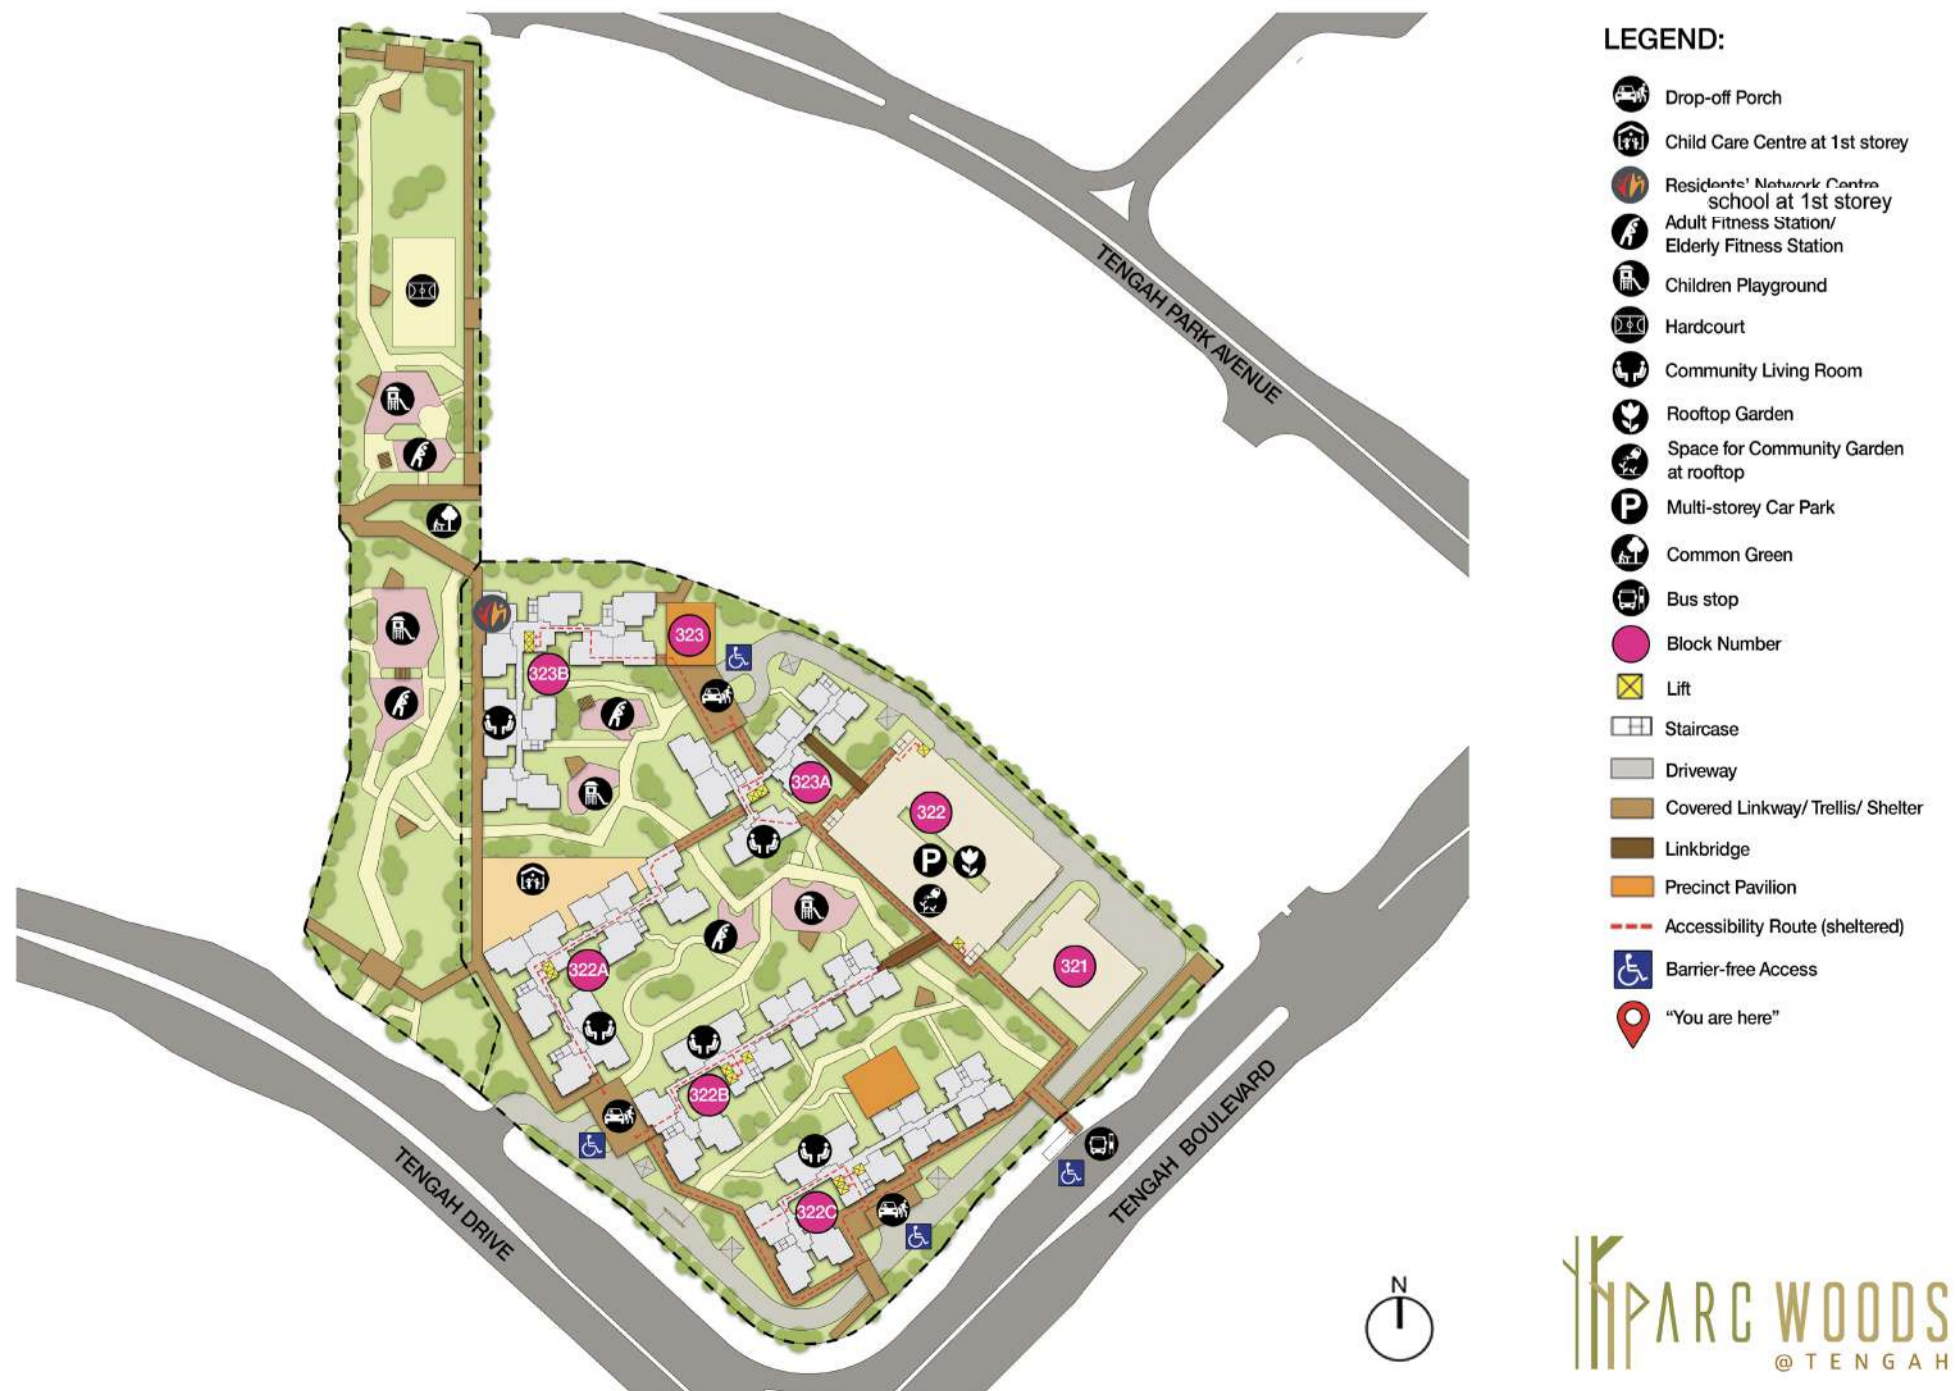 TENGAH PARK AVENUE
323
323B
323A
322
P
321
322A
322B
322C
TENGAH DRIVE
TENGAH BOULEVARD
N
LEGEND:
Drop-off Porch
Child Care Centre at 1st storey
Residents' Network Centre
school at 1st storey
Adult Fitness Station/
Elderly Fitness Station
Children Playground
Hardcourt
Community Living Room
Rooftop Garden
Space for Community Garden
at rooftop
P Multi-storey Car Park
Common Green
Bus stop
Block Number
Lift
Staircase
Driveway
Covered Linkway/ Trellis/ Shelter
Linkbridge
Precinct Pavilion
Accessibility Route (sheltered)
Barrier-free Access
"You are here"
PARC WOODS
@ TENGAH